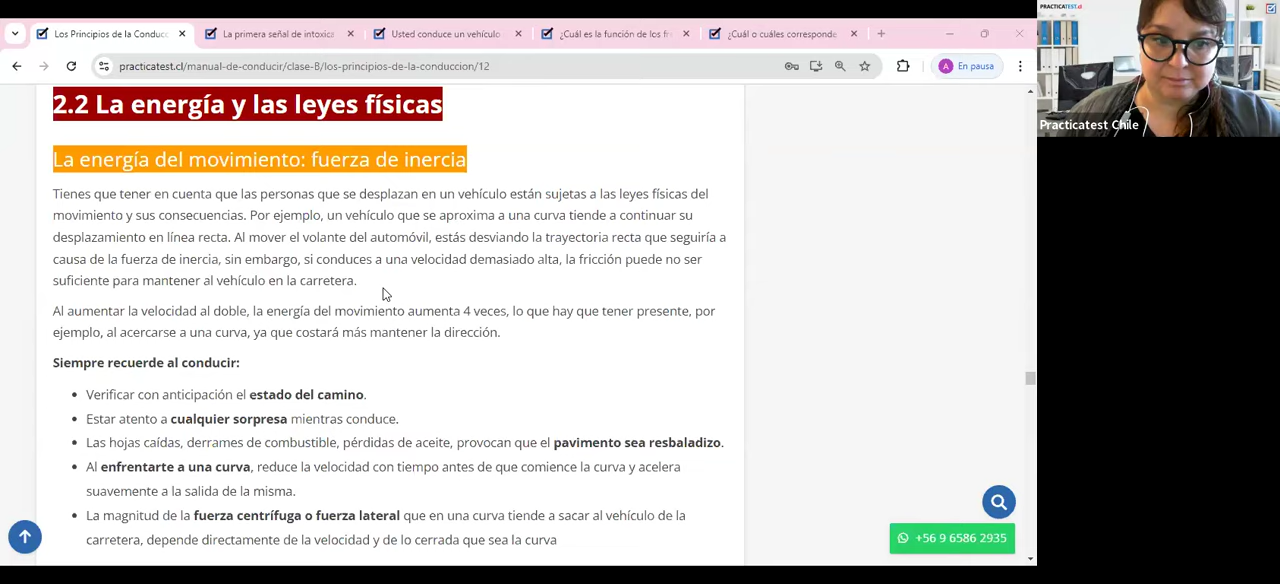 Los Principios de la Conducc
La primera señal de intoxica
Usted conduce un vehículo
¿Cuál es la función de los fr
¿Cuál o cuáles corresponde
practicatest.cl/manual-de-conducir/clase-B/los-principios-de-la-conduccion/12
A En pausa
PRACTICATEST.cl
Practicatest Chile
2.2 La energía y las leyes físicas
La energía del movimiento: fuerza de inercia
Tienes que tener en cuenta que las personas que se desplazan en un vehículo están sujetas a las leyes físicas del
movimiento y sus consecuencias. Por ejemplo, un vehículo que se aproxima a una curva tiende a continuar su
desplazamiento en línea recta. Al mover el volante del automóvil, estás desviando la trayectoria recta que seguiría a
causa de la fuerza de inercia, sin embargo, si conduces a una velocidad demasiado alta, la fricción puede no ser
suficiente para mantener al vehículo en la carretera.
Al aumentar la velocidad al doble, la energía del movimiento aumenta 4 veces, lo que hay que tener presente, por
ejemplo, al acercarse a una curva, ya que costará más mantener la dirección.
Siempre recuerde al conducir:
Verificar con anticipación el estado del camino.
Estar atento a cualquier sorpresa mientras conduce.
Las hojas caídas, derrames de combustible, pérdidas de aceite, provocan que el pavimento sea resbaladizo.
Al enfrentarte a una curva, reduce la velocidad con tiempo antes de que comience la curva y acelera
suavemente a la salida de la misma.
La magnitud de la fuerza centrífuga o fuerza lateral que en una curva tiende a sacar al vehículo de la
carretera, depende directamente de la velocidad y de lo cerrada que sea la curva
+56 9 6586 2935